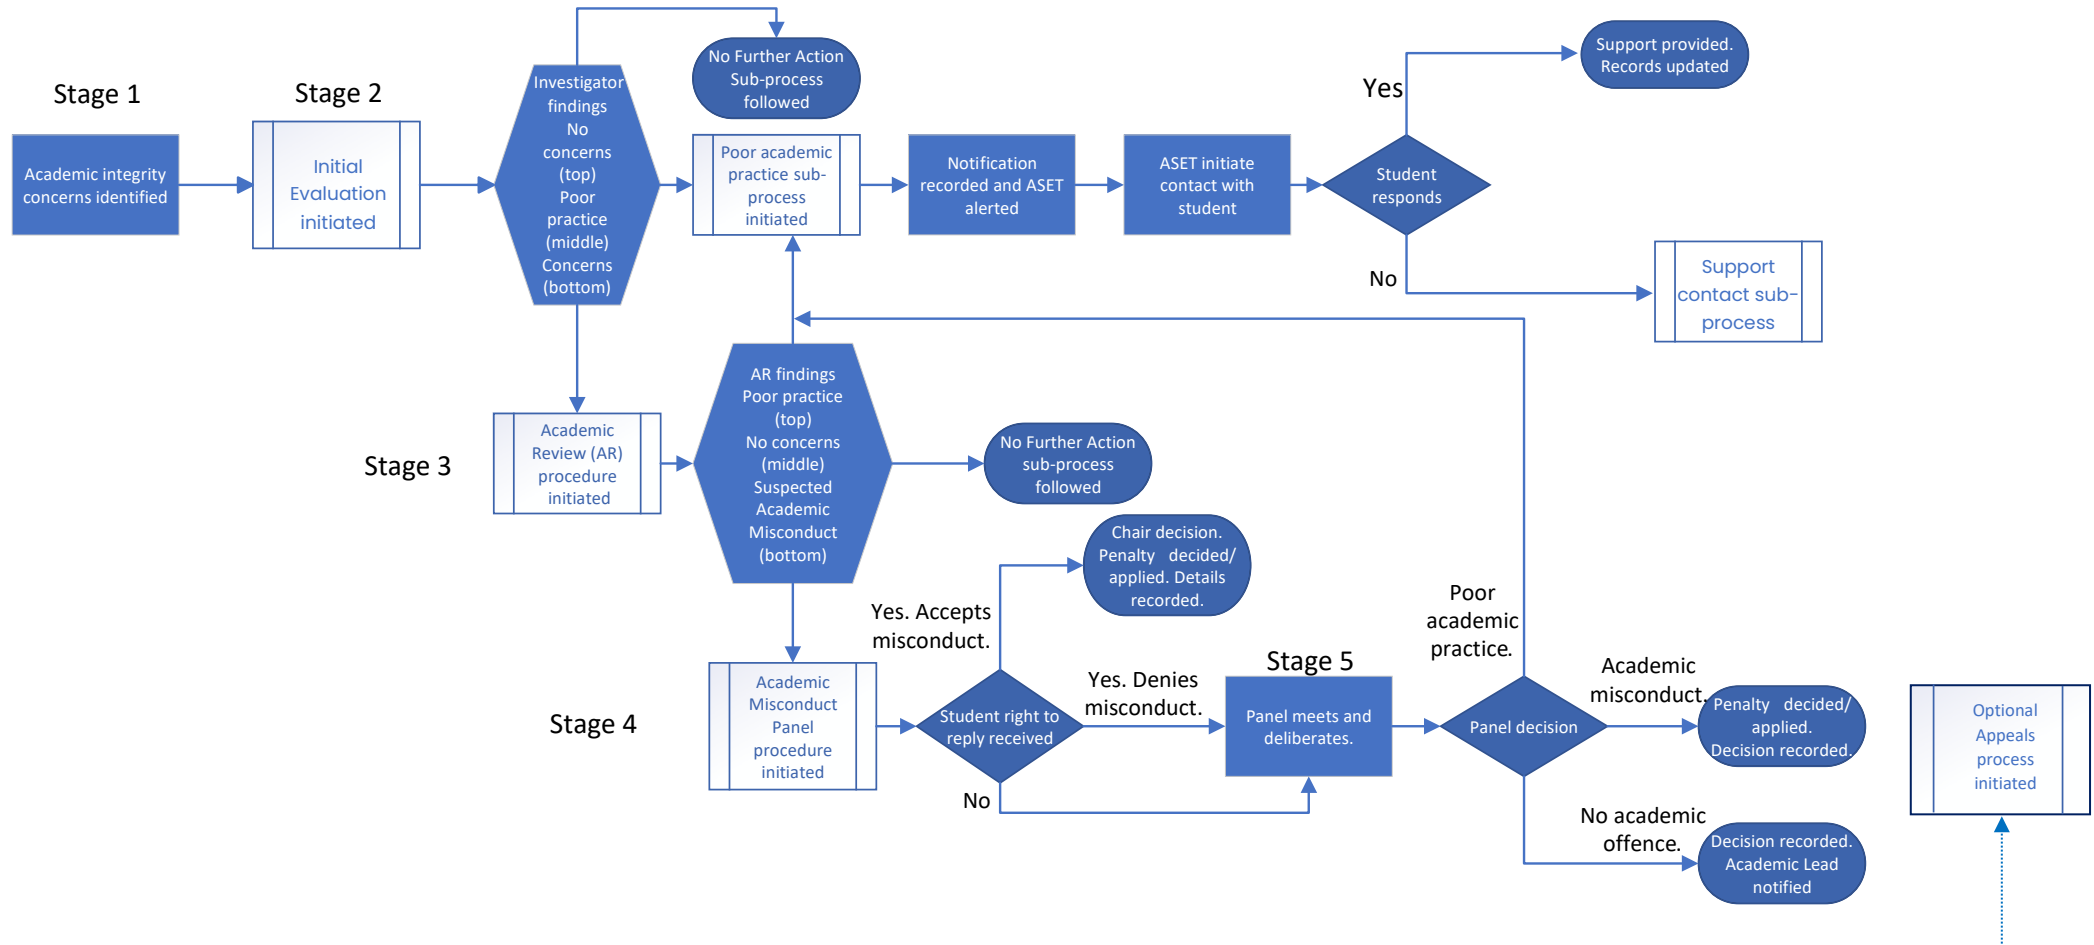 Stage 1
Academic integrity
concerns identified
Stage 2
Initial
Evaluation
initiated
Investigator
findings
No
concerns
(top)
Poor
practice
(middle)
Concerns
(bottom)
No Further Action
Sub-process
followed
Poor academic
practice sub-
process
initiated
Notification
recorded and ASET
alerted
ASET initiate
contact with
student
Student
responds
Yes
Support provided.
Records updated
No
Support
contact sub-
process
Stage 3
Academic
Review (AR)
procedure
initiated
AR findings
Poor practice
(top)
No concerns
(middle)
Suspected
Academic
Misconduct
(bottom)
No Further Action
sub-process
followed
Stage 4
Academic
Misconduct
Panel
procedure
initiated
Student right to
reply received
Yes. Accepts
misconduct.
Chair decision.
Penalty decided/
applied. Details
recorded.
Yes. Denies
misconduct.
No
Stage 5
Panel meets and
deliberates.
Panel decision
Poor
academic
practice.
Academic
misconduct.
Penalty decided/
applied.
Decision recorded.
No academic
offence.
Decision recorded.
Academic Lead
notified
Optional
Appeals
process
initiated